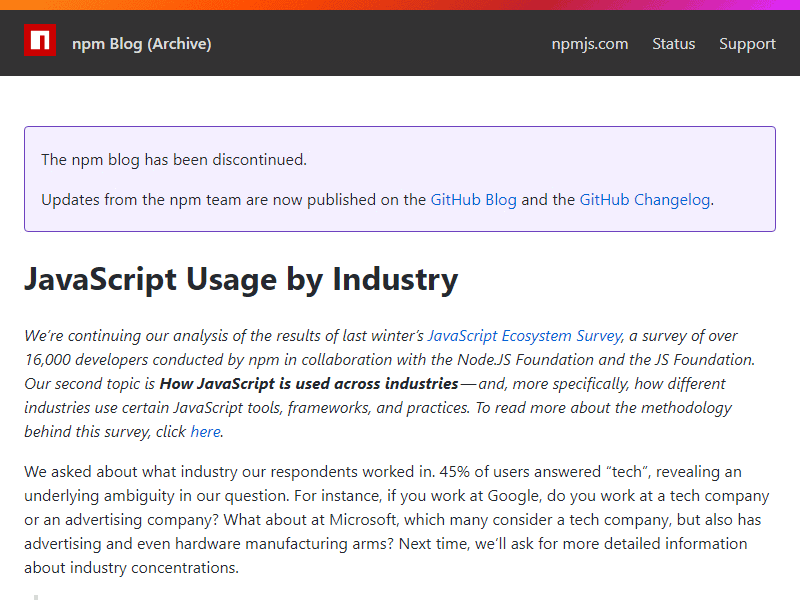 npm Blog (Archive)
npmjs.com Status Support
The npm blog has been discontinued.
Updates from the npm team are now published on the GitHub Blog and the GitHub Changelog.
JavaScript Usage by Industry
We’re continuing our analysis of the results of last winter’s JavaScript Ecosystem Survey, a survey of over
16,000 developers conducted by npm in collaboration with the Node.JS Foundation and the JS Foundation.
Our second topic is How JavaScript is used across industries — and, more specifically, how different
industries use certain JavaScript tools, frameworks, and practices. To read more about the methodology
behind this survey, click here.
We asked about what industry our respondents worked in. 45% of users answered “tech”, revealing an
underlying ambiguity in our question. For instance, if you work at Google, do you work at a tech company
or an advertising company? What about at Microsoft, which many consider a tech company, but also has
advertising and even hardware manufacturing arms? Next time, we’ll ask for more detailed information
about industry concentrations.